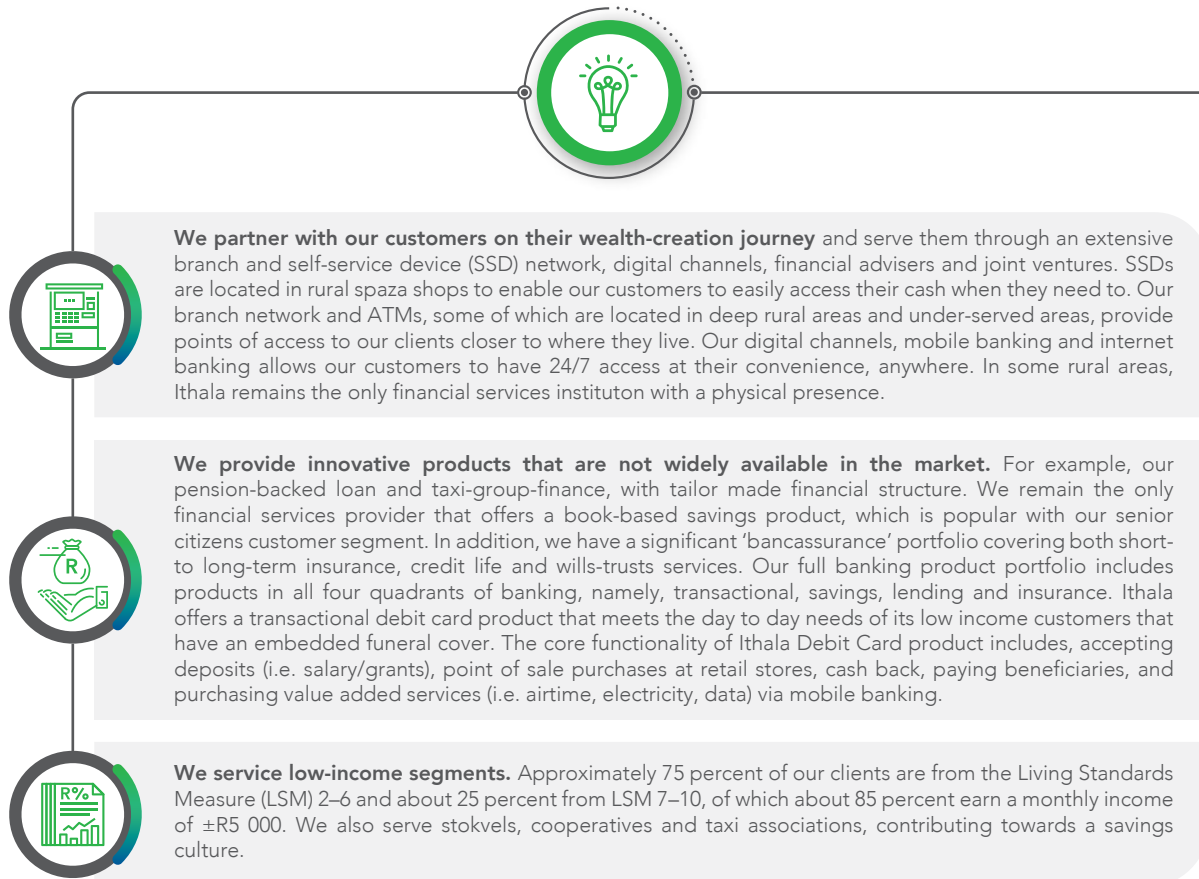 We partner with our customers on their wealth-creation journey and serve them through an extensive
branch and self-service device (SSD) network, digital channels, financial advisers and joint ventures. SSDs
are located in rural spaza shops to enable our customers to easily access their cash when they need to. Our
branch network and ATMs, some of which are located in deep rural areas and under-served areas, provide
points of access to our clients closer to where they live. Our digital channels, mobile banking and internet
banking allows our customers to have 24/7 access at their convenience, anywhere. In some rural areas,
Ithala remains the only financial services instituton with a physical presence.
We provide innovative products that are not widely available in the market. For example, our
pension-backed loan and taxi-group-finance, with tailor made financial structure. We remain the only
financial services provider that offers a book-based savings product, which is popular with our senior
citizens customer segment. In addition, we have a significant ‘bancassurance’ portfolio covering both short-
to long-term insurance, credit life and wills-trusts services. Our full banking product portfolio includes
products in all four quadrants of banking, namely, transactional, savings, lending and insurance. Ithala
offers a transactional debit card product that meets the day to day needs of its low income customers that
have an embedded funeral cover. The core functionality of Ithala Debit Card product includes, accepting
deposits (i.e. salary/grants), point of sale purchases at retail stores, cash back, paying beneficiaries, and
purchasing value added services (i.e. airtime, electricity, data) via mobile banking.
R
We service low-income segments. Approximately 75 percent of our clients are from the Living Standards
Measure (LSM) 2–6 and about 25 percent from LSM 7–10, of which about 85 percent earn a monthly income
of ±R5 000. We also serve stokvels, cooperatives and taxi associations, contributing towards a savings
culture.
R%